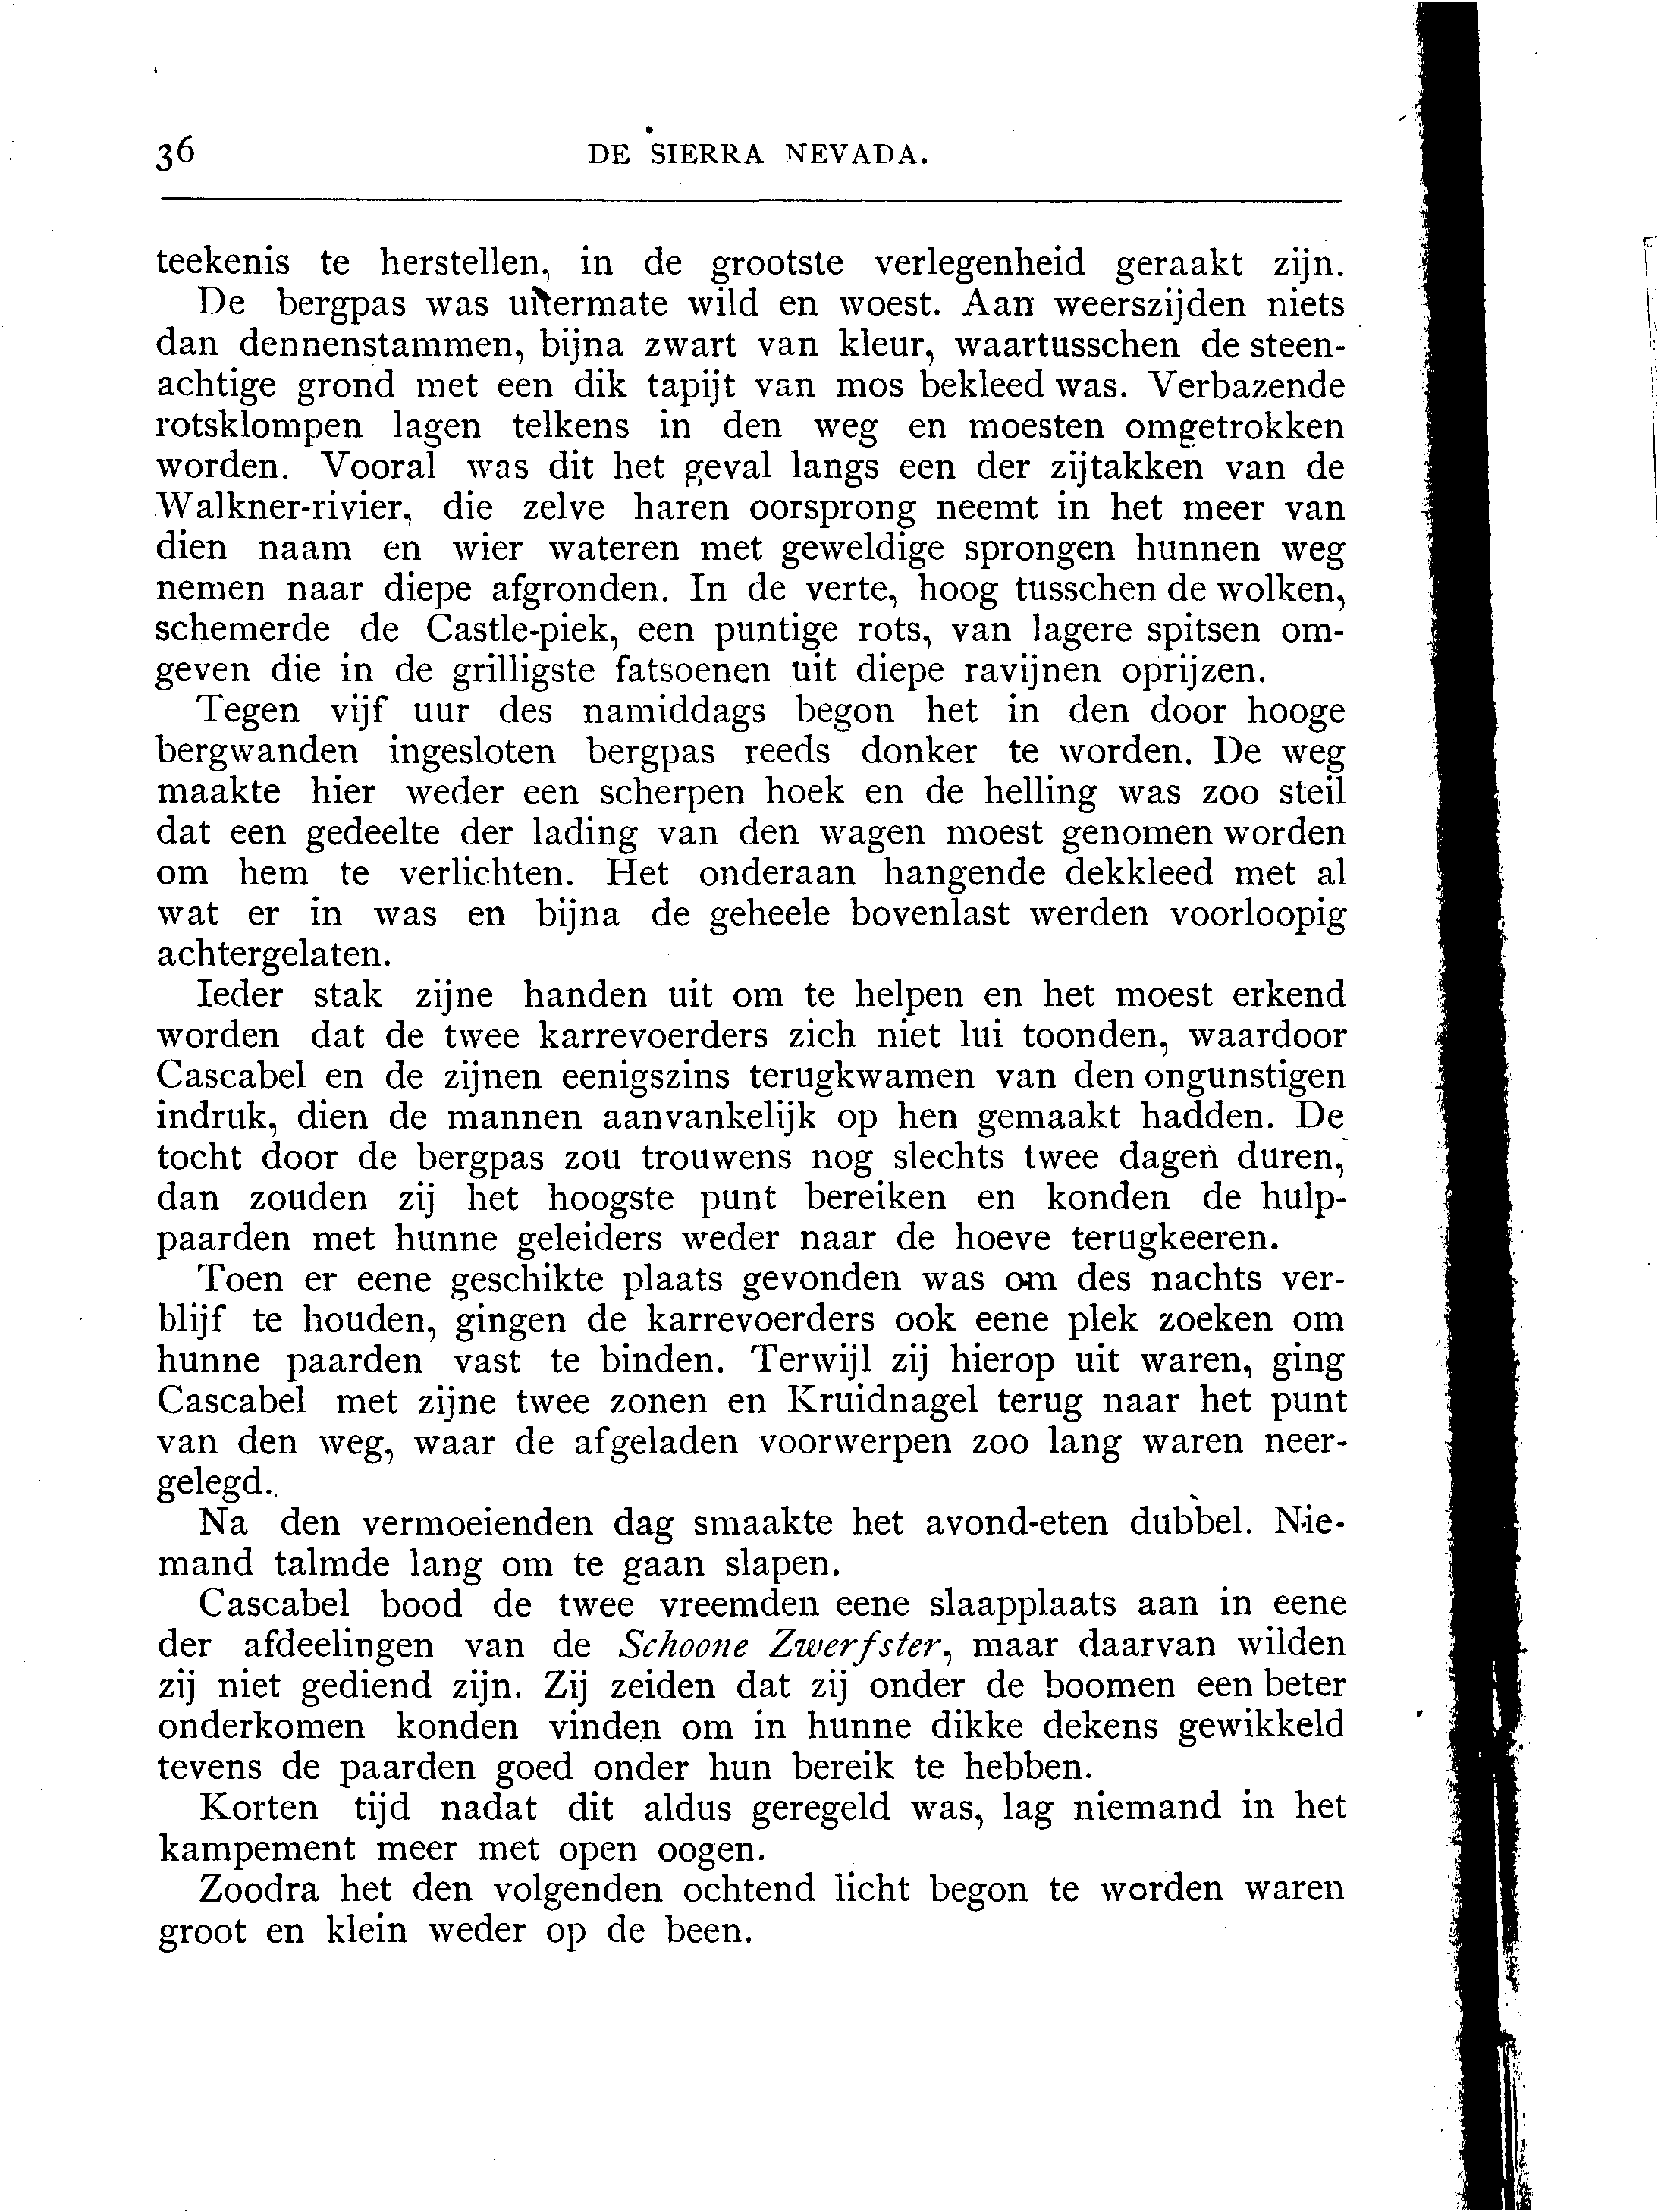 36
DE SIERRA NEVADA.
teekenis te herstellen, in de grootste verlegenheid geraakt zijn.
De bergpas was uitermate wild en woest. Aan weerszijden niets
dan dennenstammen, bijna zwart van kleur, waartusschen de steen-
achtige grond met een dik tapijt van mos bekleed was. Verbazende
rotsklompen lagen telkens in den weg en moesten omgetrokken
worden. Vooral was dit het geval langs een der zijtakken van de
Walkner-rivier, die zelve haren oorsprong neemt in het meer van
dien naam en wier wateren met geweldige sprongen hunnen weg
nemen naar diepe afgronden. In de verte, hoog tusschen de wolken,
schemerde de Castle-piek, een puntige rots, van lagere spitsen om-
geven die in de grilligste fatsoenen uit diepe ravijnen oprijzen.
Tegen vijf uur des namiddags begon het in den door hooge
bergwanden ingesloten bergpas reeds donker te worden. De weg
maakte hier weder een scherpen hoek en de helling was zoo steil
dat een gedeelte der lading van den wagen moest genomen worden
om hem te verlichten. Het onderaan hangende dekkleed met al
wat er in was en bijna de geheele bovenlast werden voorloopig
achtergelaten.
Ieder stak zijne handen uit om te helpen en het moest erkend
worden dat de twee karrevoerders zich niet lui toonden, waardoor
Cascabel en de zijnen eenigszins terugkwamen van den ongunstigen
indruk, dien de mannen aanvankelijk op hen gemaakt hadden. De
tocht door de bergpas zou trouwens nog slechts twee dagen duren,
dan zouden zij het hoogste punt bereiken en konden de hulp-
paarden met hunne geleiders weder naar de hoeve terugkeeren.
Toen er eene geschikte plaats gevonden was om des nachts ver-
blijf te houden, gingen de karrevoerders ook eene plek zoeken om
hunne paarden vast te binden. Terwijl zij hierop uit waren, ging
Cascabel met zijne twee zonen en Kruidnagel terug naar het punt
van den weg, waar de afgeladen voorwerpen zoo lang waren neer-
gelegd.
Na den vermoeienden dag smaakte het avond-eten dubbel. Nie-
mand talmde lang om te gaan slapen.
Cascabel bood de twee vreemden eene slaapplaats aan in eene
der afdeelingen van de Schoone Zwerfster, maar daarvan wilden
zij niet gediend zijn. Zij zeiden dat zij onder de boomen een beter
onderkomen konden vinden om in hunne dikke dekens gewikkeld
tevens de paarden goed onder hun bereik te hebben.
Korten tijd nadat dit aldus geregeld was, lag niemand in het
kampement meer met open oogen.
Zoodra het den volgenden ochtend licht begon te worden waren
groot en klein weder op de been.